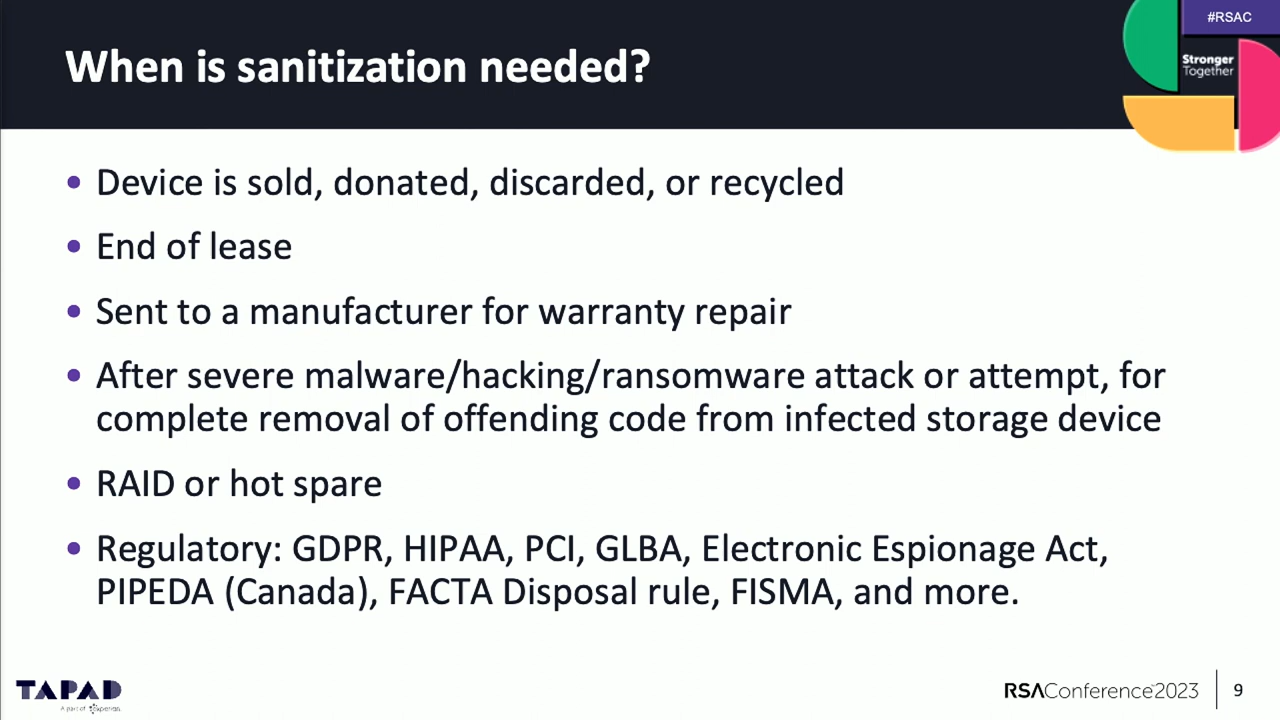 #RSAC
When is sanitization needed?
Stronger
Together
• Device is sold, donated, discarded, or recycled
• End of lease
• Sent to a manufacturer for warranty repair
• After severe malware/hacking/ransomware attack or attempt, for
complete removal of offending code from infected storage device
• RAID or hot spare
• Regulatory: GDPR, HIPAA, PCI, GLBA, Electronic Espionage Act,
PIPEDA (Canada), FACTA Disposal rule, FISMA, and more.
TAPAD
A part of experian
RSAConference2023
9